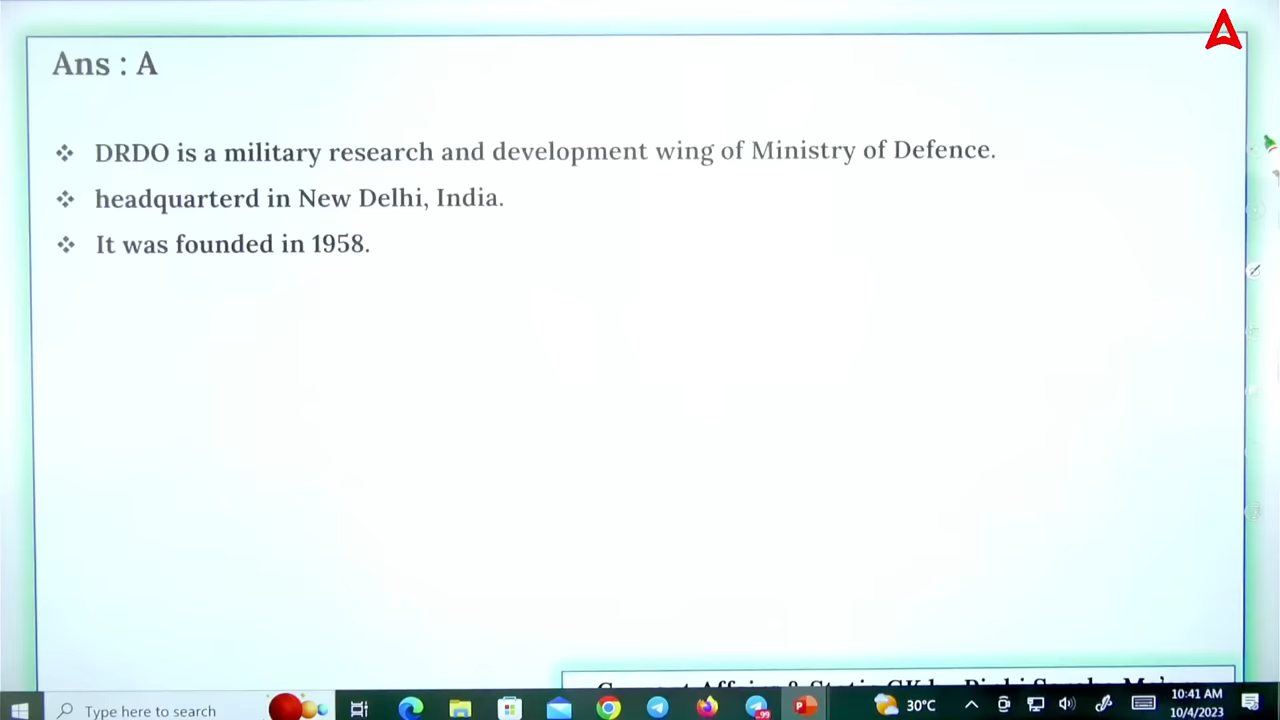 Ans : A
❖ DRDO is a military research and development wing of Ministry of Defence.
❖ headquarterd in New Delhi, India.
❖ It was founded in 1958.
Type here to search
99
30°C
10:41 AM
10/4/2023